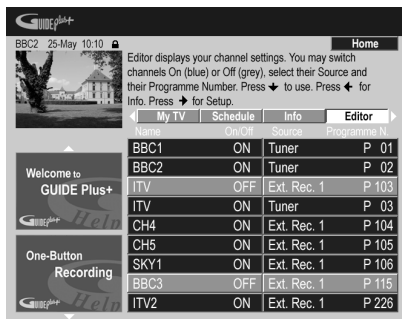 GUIDE Plus+
BBC2 25-May 10:10
Home
Editor displays your channel settings. You may switch
channels On (blue) or Off (grey), select their Source and
their Programme Number. Press ↓ to use. Press ← for
Info. Press → for Setup.
My TV Schedule Info Editor
Name On/Off Source Programme N.
BBC1 ON Tuner P 01
BBC2 ON Tuner P 02
ITV OFF Ext. Rec. 1 P 103
ITV ON Tuner P 03
CH4 ON Ext. Rec. 1 P 104
CH5 ON Ext. Rec. 1 P 105
SKY1 ON Ext. Rec. 1 P 106
BBC3 OFF Ext. Rec. 1 P 115
ITV2 ON Ext. Rec. 1 P 226
Welcome to
GUIDE Plus+
GUIDE Plus+ Help
One-Button
Recording
GUIDE Plus+ Help